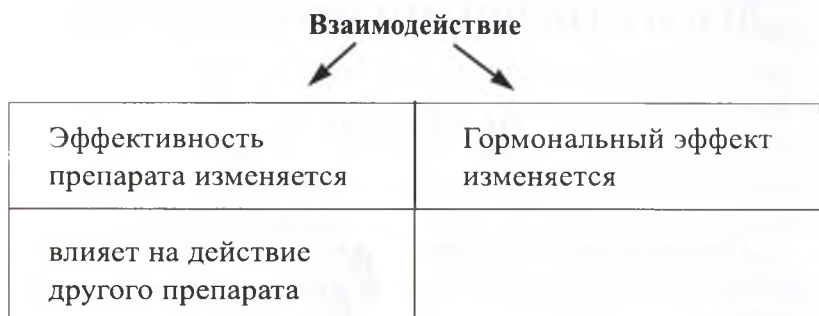 Взаимодействие
Эффективность
препарата изменяется
Гормональный эффект
изменяется
влияет на действие
другого препарата